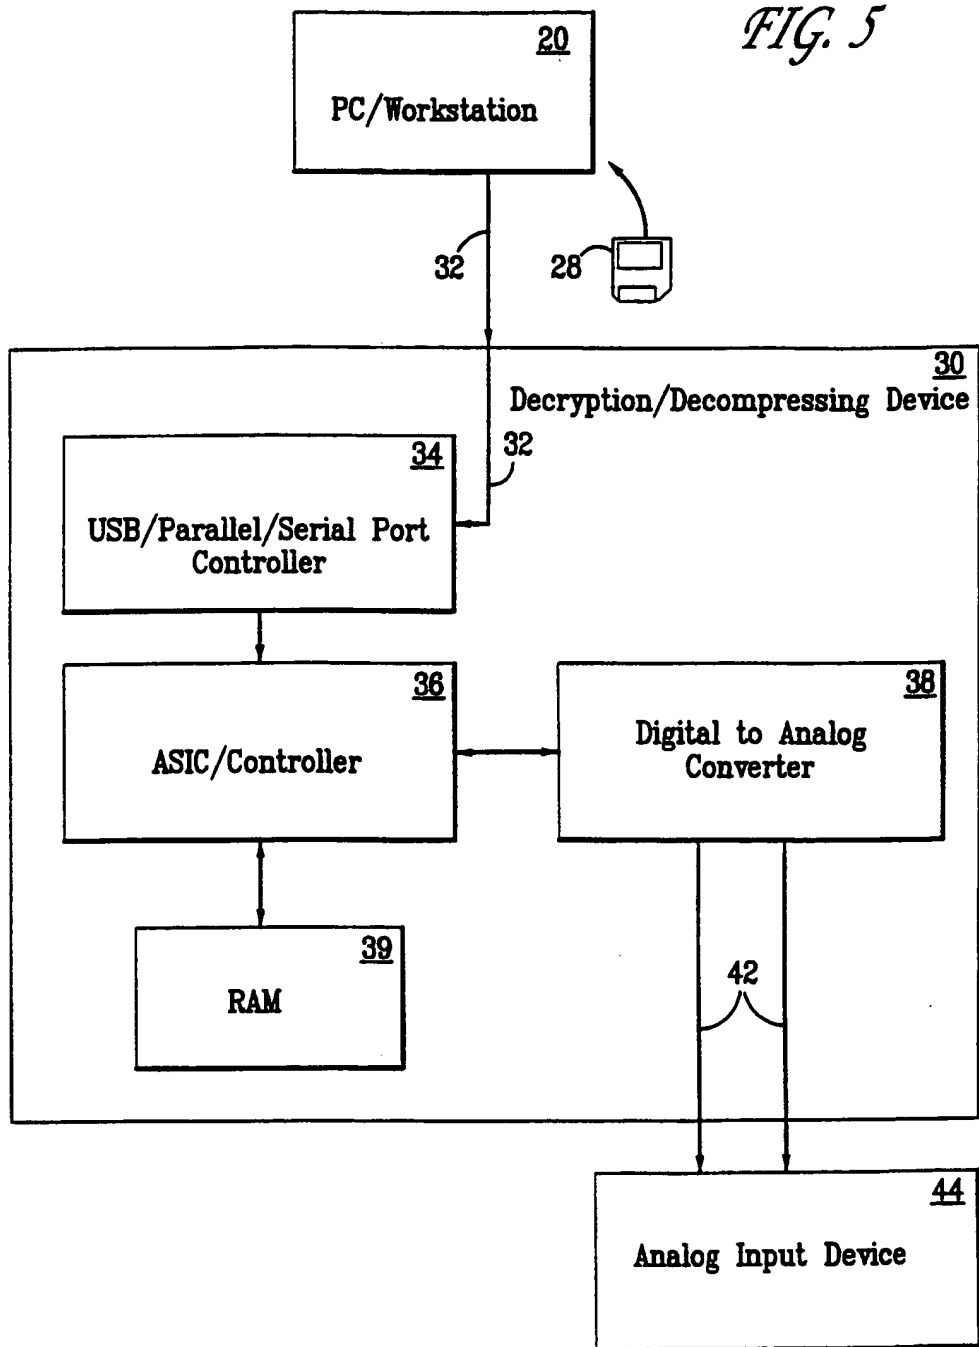 FIG. 5
20
PC/Workstation
32
28
30
Decryption/Decompressing Device
34
32
USB/Parallel/Serial Port
Controller
36
ASIC/Controller
38
Digital to Analog
Converter
39
RAM
42
44
Analog Input Device